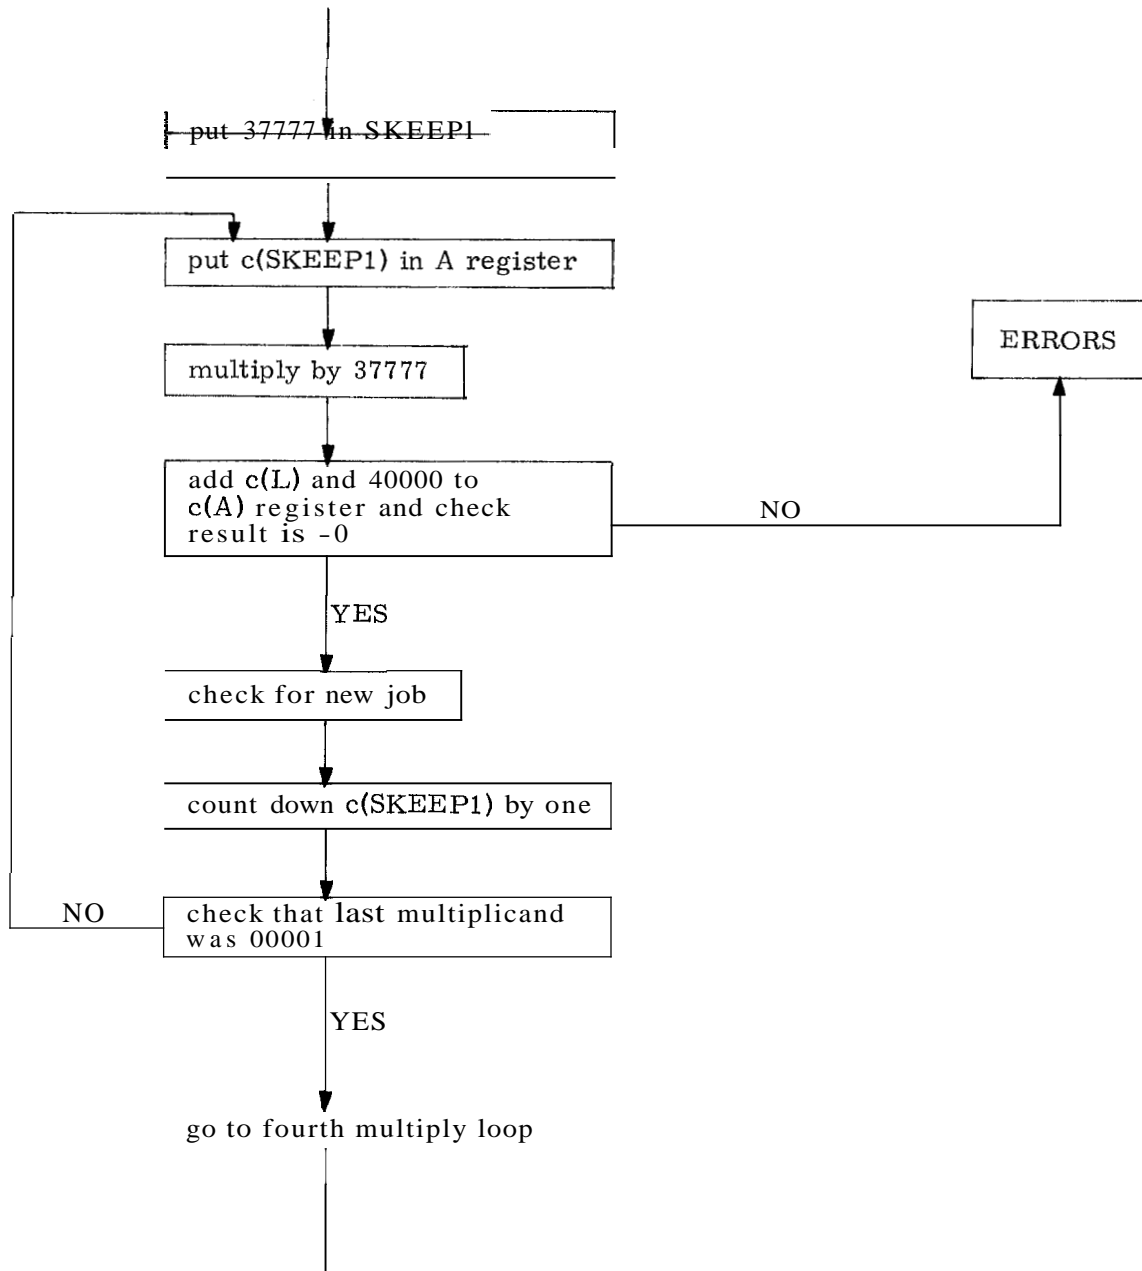 put 37777 in SKEEP1
put c(SKEEP1) in A register
ERRORS
multiply by 37777
add c(L) and 40000 to
c(A) register and check
result is -0
NO
YES
check for new job
count down c(SKEEP1) by one
NO
check that last multiplicand
was 00001
YES
go to fourth multiply loop